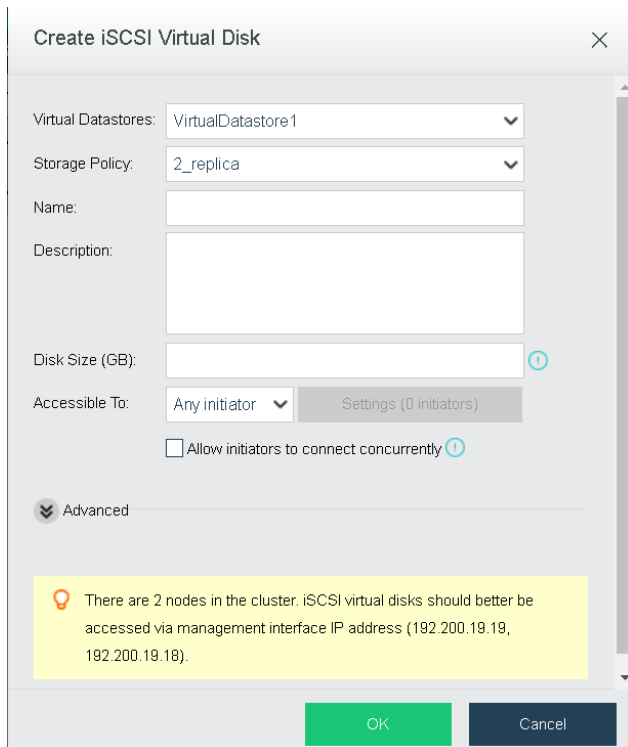 Create iSCSI Virtual Disk
Virtual Datastores: VirtualDatastore1
Storage Policy: 2_replica
Name:
Description:
Disk Size (GB):
Accessible To: Any initiator Settings (0 initiators)
Allow initiators to connect concurrently
Advanced
There are 2 nodes in the cluster. iSCSI virtual disks should better be
accessed via management interface IP address (192.200.19.19,
192.200.19.18).
OK Cancel